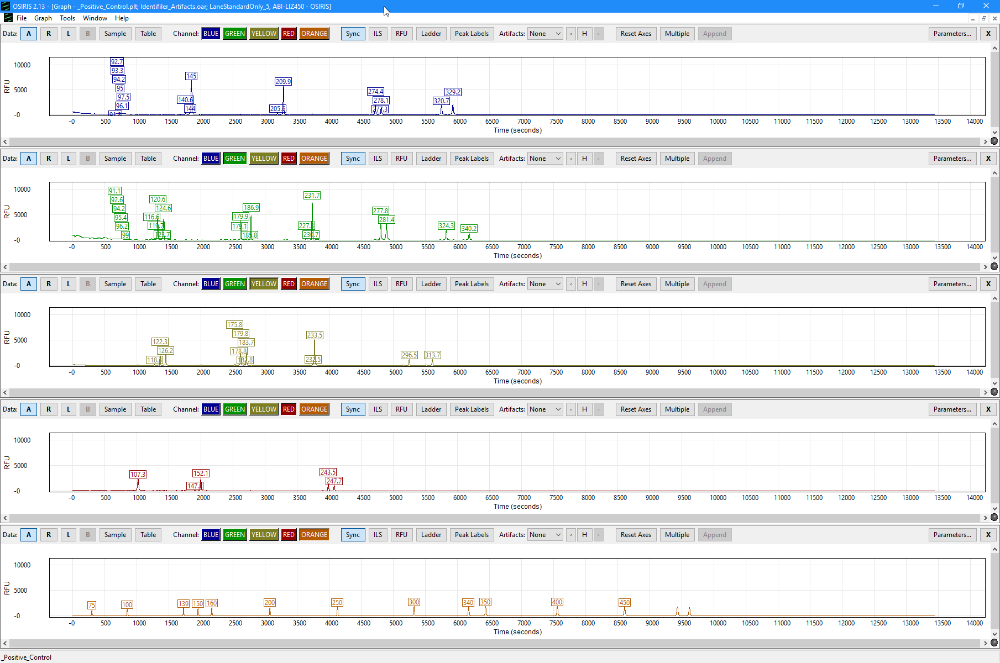 OSIRIS 2.13 - [Graph - _Positive_Control.plt; Identifiler_Artifacts.oar; LaneStandardOnly_5, ABI-LIZ450 - OSIRIS]
File Graph Tools Window Help
Data: A R L B Sample Table Channel: BLUE GREEN YELLOW RED ORANGE Sync ILS RFU Ladder Peak Labels Artifacts: None < H > Reset Axes Multiple Append Parameters... X
92.7
10000
93.3
145
94.2
209.9
RFU
5000
95
274.4
329.2
97.5
140.6
278.1
320.7
96.1
144
205.
277.3
91.8
-0
-0 500 1000 1500 2000 2500 3000 3500 4000 4500 5000 5500 6000 6500 7000 7500 8000 8500 9000 9500 10000 10500 11000 11500 12000 12500 13000 13500 14000
Time (seconds)
Data: A R L B Sample Table Channel: BLUE GREEN YELLOW RED ORANGE Sync ILS RFU Ladder Peak Labels Artifacts: None < H > Reset Axes Multiple Append Parameters... X
10000
91.1
231.7
92.6
120.6
94.2
124.6
186.9
RFU
5000
277.8
95.4
116.6
179.9
281.4
96.2
119.7
179.1
227.
324.3
340.2
99
123.7
185.8
230.7
-0
-0 500 1000 1500 2000 2500 3000 3500 4000 4500 5000 5500 6000 6500 7000 7500 8000 8500 9000 9500 10000 10500 11000 11500 12000 12500 13000 13500 14000
Time (seconds)
Data: A R L B Sample Table Channel: BLUE GREEN YELLOW RED ORANGE Sync ILS RFU Ladder Peak Labels Artifacts: None < H > Reset Axes Multiple Append Parameters... X
10000
175.8
179.8
233.5
RFU
5000
122.3
183.7
126.2
178.8
296.5
313.7
118.
182.8
232.5
-0
-0 500 1000 1500 2000 2500 3000 3500 4000 4500 5000 5500 6000 6500 7000 7500 8000 8500 9000 9500 10000 10500 11000 11500 12000 12500 13000 13500 14000
Time (seconds)
Data: A R L B Sample Table Channel: BLUE GREEN YELLOW RED ORANGE Sync ILS RFU Ladder Peak Labels Artifacts: None < H > Reset Axes Multiple Append Parameters... X
10000
RFU
5000
107.3
152.1
243.5
147.
247.7
-0
-0 500 1000 1500 2000 2500 3000 3500 4000 4500 5000 5500 6000 6500 7000 7500 8000 8500 9000 9500 10000 10500 11000 11500 12000 12500 13000 13500 14000
Time (seconds)
Data: A R L B Sample Table Channel: BLUE GREEN YELLOW RED ORANGE Sync ILS RFU Ladder Peak Labels Artifacts: None < H > Reset Axes Multiple Append Parameters... X
10000
RFU
5000
75 100 139 150 160 200 250 300 340 350 400 450
-0
-0 500 1000 1500 2000 2500 3000 3500 4000 4500 5000 5500 6000 6500 7000 7500 8000 8500 9000 9500 10000 10500 11000 11500 12000 12500 13000 13500 14000
Time (seconds)
_Positive_Control